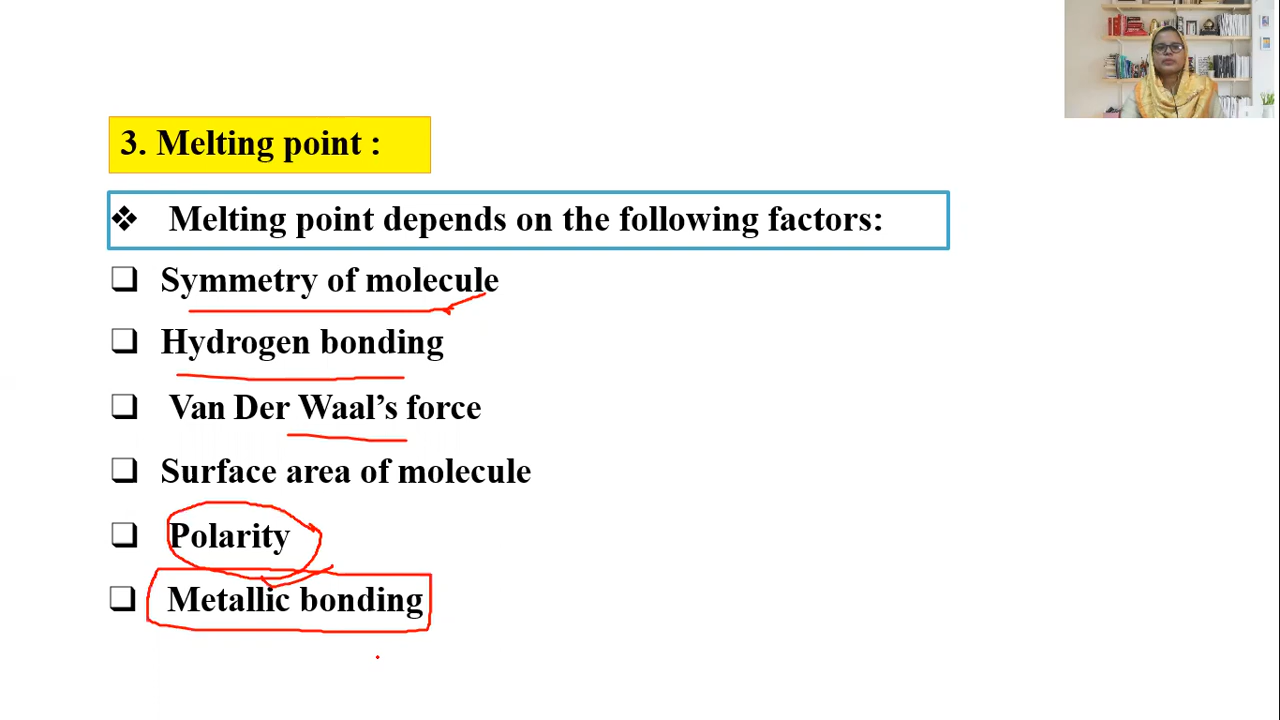 3. Melting point :
❖ Melting point depends on the following factors:
❑ Symmetry of molecule
❑ Hydrogen bonding
❑ Van Der Waal’s force
❑ Surface area of molecule
❑ Polarity
❑ Metallic bonding